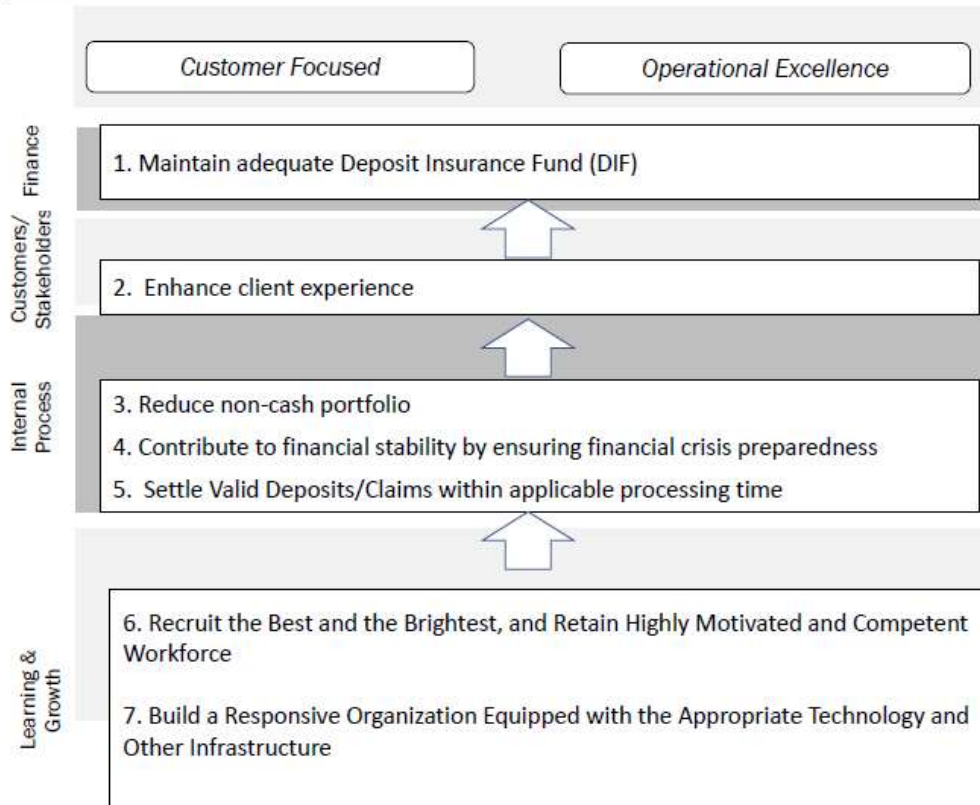 Customer Focused
Operational Excellence
Finance
1. Maintain adequate Deposit Insurance Fund (DIF)
Customers/
Stakeholders
2. Enhance client experience
Internal
Process
3. Reduce non-cash portfolio
4. Contribute to financial stability by ensuring financial crisis preparedness
5. Settle Valid Deposits/Claims within applicable processing time
Learning &
Growth
6. Recruit the Best and the Brightest, and Retain Highly Motivated and Competent
Workforce
7. Build a Responsive Organization Equipped with the Appropriate Technology and
Other Infrastructure